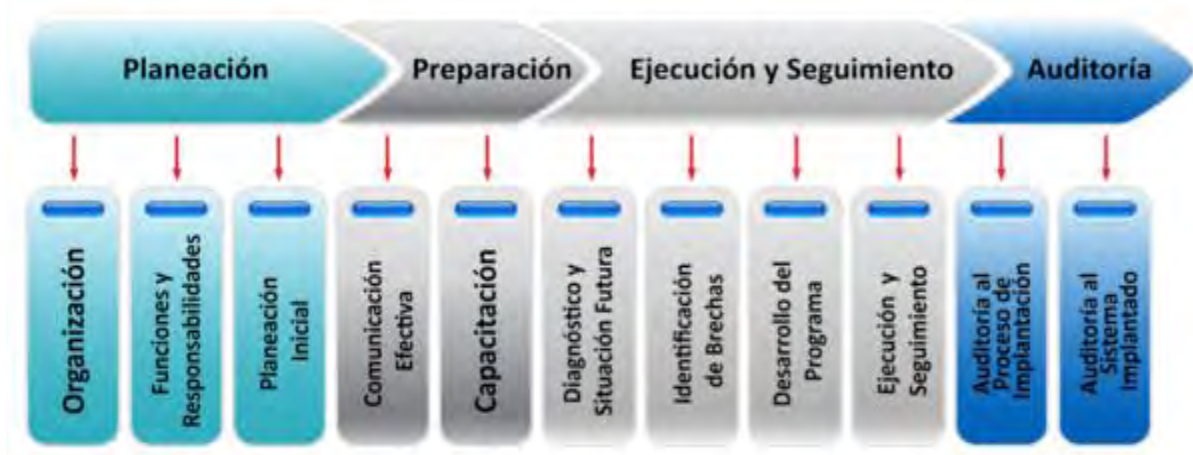 Planeación
Preparación
Ejecución y Seguimiento
Auditoría
Organización
Funciones y
Responsabilidades
Planeación
Inicial
Comunicación
Efectiva
Capacitación
Diagnóstico y
Situación Futura
Identificación
de Brechas
Desarrollo del
Programa
Ejecución y
Seguimiento
Auditoría al
Proceso de
Implantación
Auditoría al
Sistema
Implantado